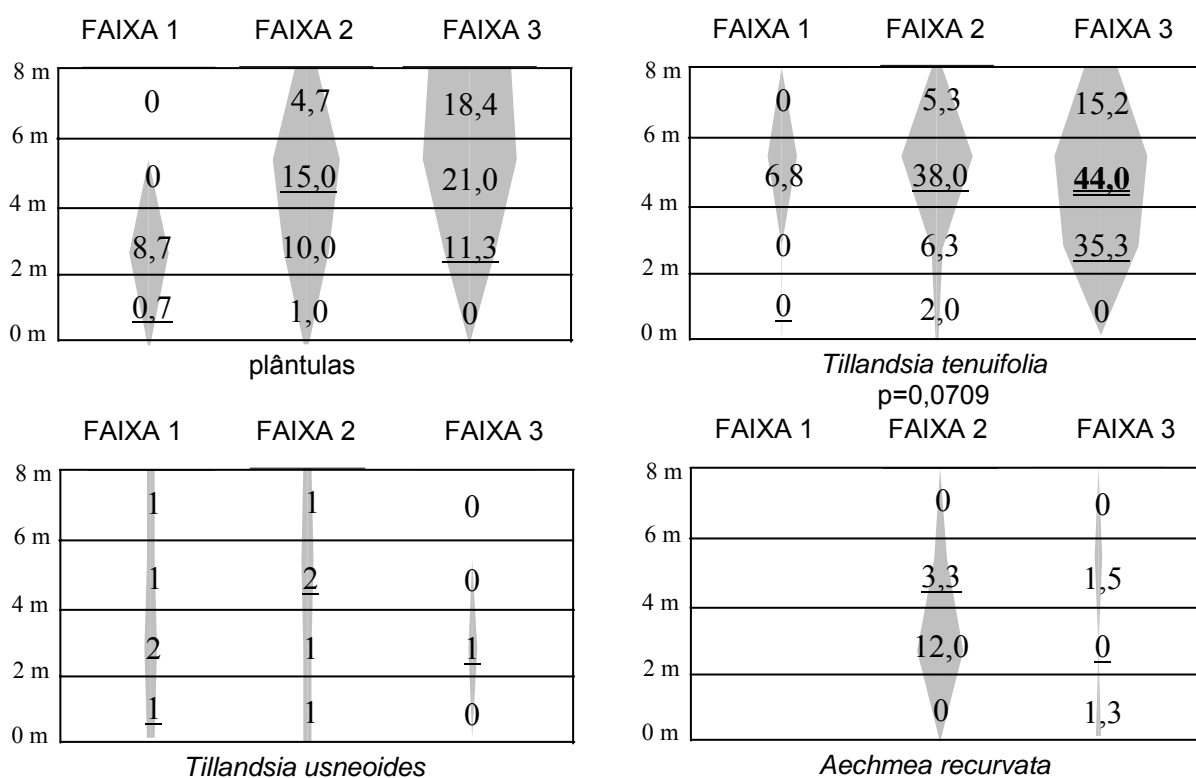 FAIXA 1 FAIXA 2 FAIXA 3
8 m
0 4,7 18,4
6 m
0 15,0 21,0
4 m
8,7 10,0 11,3
2 m
0,7 1,0 0
0 m
plântulas
FAIXA 1 FAIXA 2 FAIXA 3
8 m
0 5,3 15,2
6 m
6,8 38,0 44,0
4 m
0 6,3 35,3
2 m
0 2,0 0
0 m
Tillandsia tenuifolia
p=0,0709
FAIXA 1 FAIXA 2 FAIXA 3
8 m
1 1 0
6 m
1 2 0
4 m
2 1 1
2 m
1 1 0
0 m
Tillandsia usneoides
FAIXA 1 FAIXA 2 FAIXA 3
8 m
0 0
6 m
3,3 1,5
4 m
12,0 0
2 m
0 1,3
0 m
Aechmea recurvata